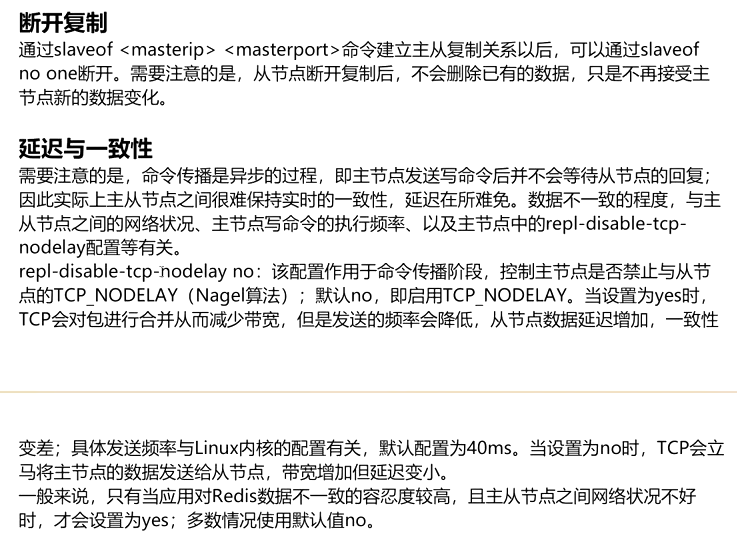 断开复制
通过slaveof <masterip> <masterport>命令建立主从复制关系以后，可以通过slaveof
no one断开。需要注意的是，从节点断开复制后，不会删除已有的数据，只是不再接受主
节点新的数据变化。
延迟与一致性
需要注意的是，命令传播是异步的过程，即主节点发送写命令后并不会等待从节点的回复；
因此实际上主从节点之间很难保持实时的一致性，延迟在所难免。数据不一致的程度，与主
从节点之间的网络状况、主节点写命令的执行频率、以及主节点中的repl-disable-tcp-
nodelay配置等有关。
repl-disable-tcp-nodelay no：该配置作用于命令传播阶段，控制主节点是否禁止与从节
点的TCP_NODELAY（Nagel算法）；默认no，即启用TCP_NODELAY。当设置为yes时，
TCP会对包进行合并从而减少带宽，但是发送的频率会降低，从节点数据延迟增加，一致性
变差；具体发送频率与Linux内核的配置有关，默认配置为40ms。当设置为no时，TCP会立
马将主节点的数据发送给从节点，带宽增加但延迟变小。
一般来说，只有当应用对Redis数据不一致的容忍度较高，且主从节点之间网络状况不好
时，才会设置为yes；多数情况使用默认值no。